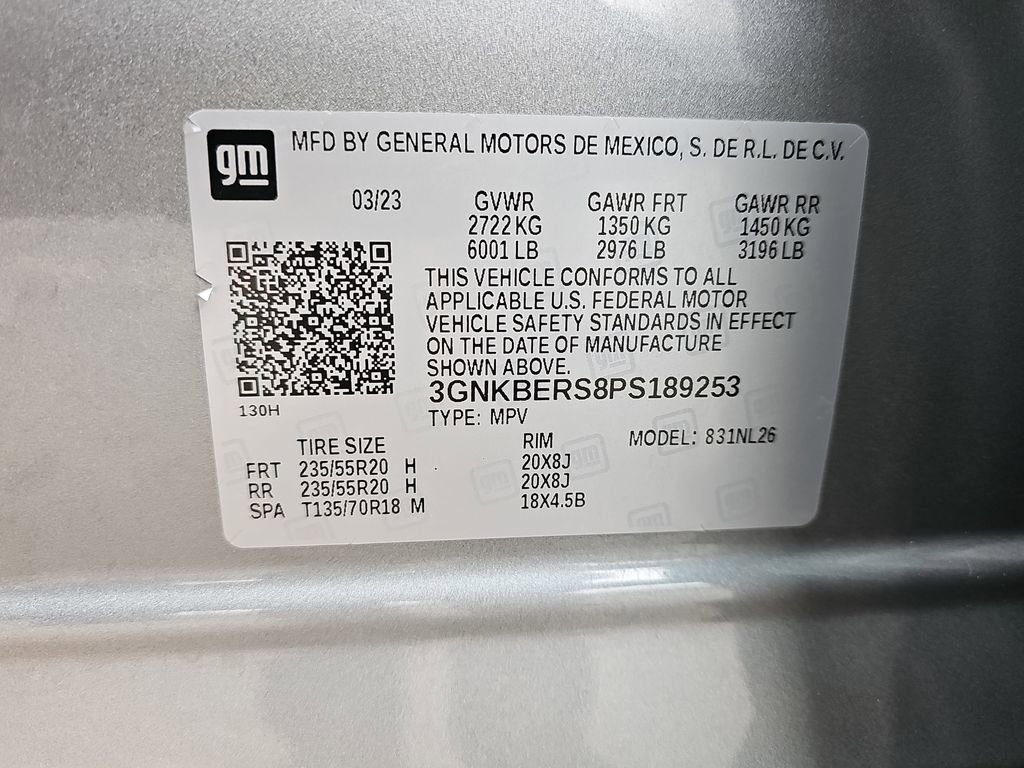 gm MFD BY GENERAL MOTORS DE MEXICO, S. DE R.L. DE C.V.
03/23 GVWR GAWR FRT GAWR RR
2722 KG 1350 KG 1450 KG
6001 LB 2976 LB 3196 LB
THIS VEHICLE CONFORMS TO ALL
APPLICABLE U.S. FEDERAL MOTOR
VEHICLE SAFETY STANDARDS IN EFFECT
ON THE DATE OF MANUFACTURE
SHOWN ABOVE.
3GNKBERS8PS189253
130H
TYPE: MPV
TIRE SIZE RIM MODEL: 831NL26
FRT 235/55R20 H 20X8J
RR 235/55R20 H 20X8J
SPA T135/70R18 M 18X4.5B